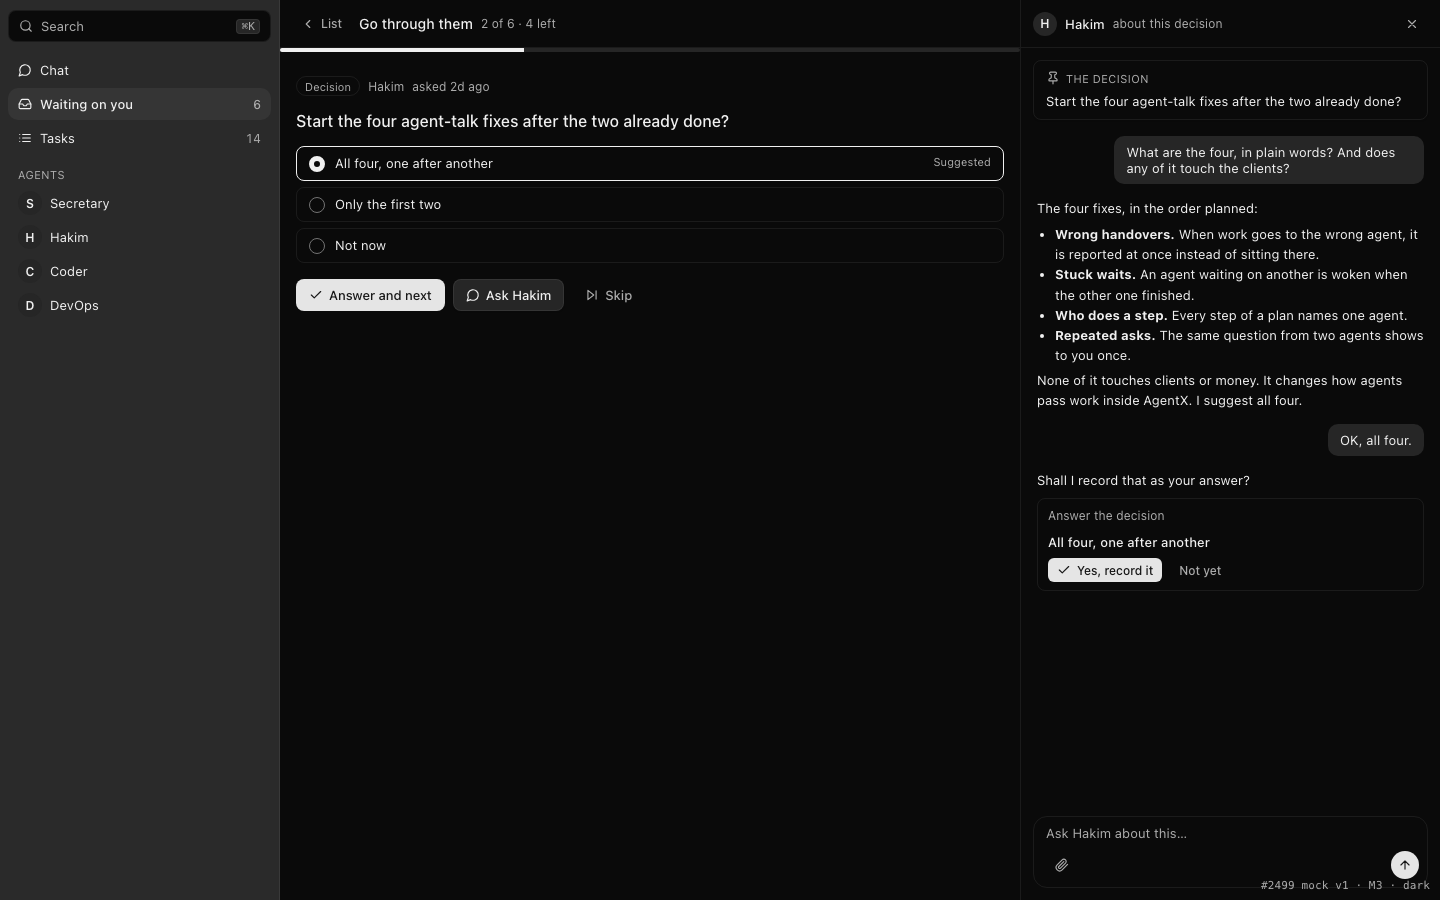 Search ⌘K
Chat
Waiting on you 6
Tasks 14
AGENTS
S Secretary
H Hakim
C Coder
D DevOps
List Go through them 2 of 6 · 4 left
Decision Hakim asked 2d ago
Start the four agent-talk fixes after the two already done?
All four, one after another Suggested
Only the first two
Not now
Answer and next Ask Hakim Skip
H Hakim about this decision
THE DECISION
Start the four agent-talk fixes after the two already done?
What are the four, in plain words? And does
any of it touch the clients?
The four fixes, in the order planned:
• Wrong handovers. When work goes to the wrong agent, it
is reported at once instead of sitting there.
• Stuck waits. An agent waiting on another is woken when
the other one finished.
• Who does a step. Every step of a plan names one agent.
• Repeated asks. The same question from two agents shows
to you once.
None of it touches clients or money. It changes how agents
pass work inside AgentX. I suggest all four.
OK, all four.
Shall I record that as your answer?
Answer the decision
All four, one after another
Yes, record it Not yet
Ask Hakim about this…
#2499 mock v1 · M3 · dark